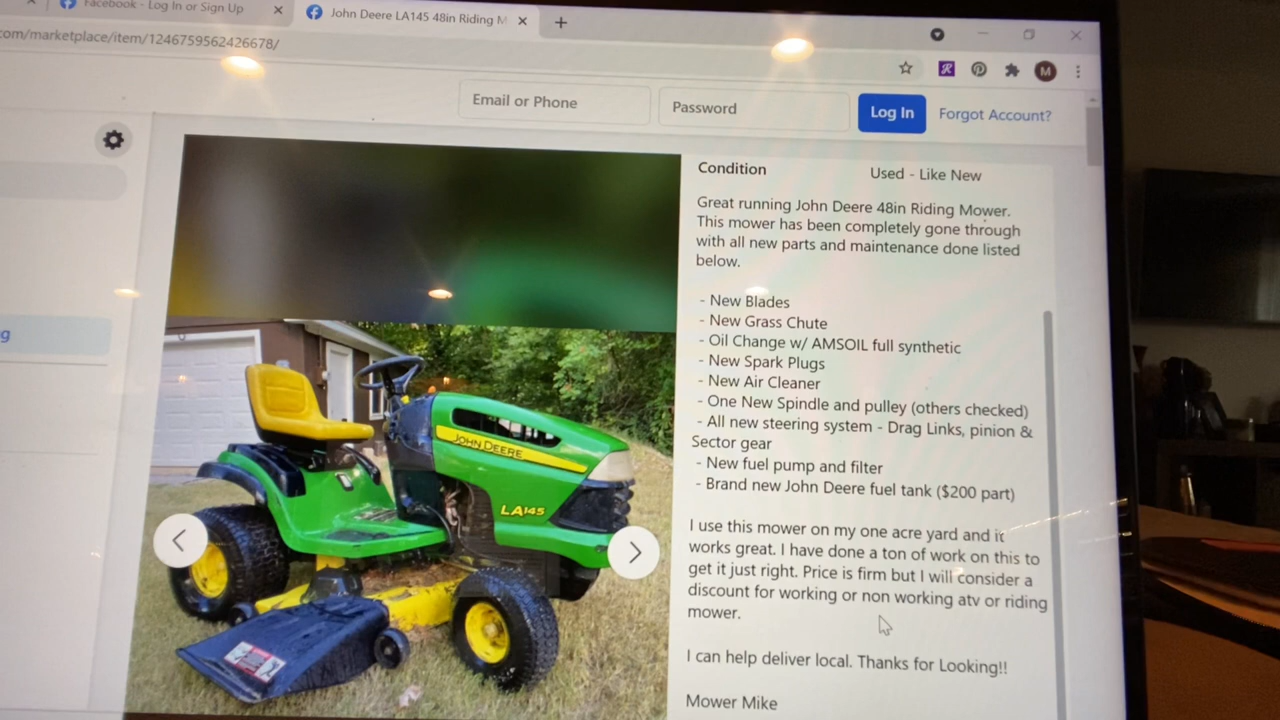 Facebook - Log In or Sign Up
John Deere LA145 48in Riding M
com/marketplace/item/1246759562426678/
M
Email or Phone
Password
Log In
Forgot Account?
g
Condition
Used - Like New
Great running John Deere 48in Riding Mower.
This mower has been completely gone through
with all new parts and maintenance done listed
below.
- New Blades
- New Grass Chute
- Oil Change w/ AMSOIL full synthetic
- New Spark Plugs
- New Air Cleaner
- One New Spindle and pulley (others checked)
- All new steering system - Drag Links, pinion &
Sector gear
- New fuel pump and filter
- Brand new John Deere fuel tank ($200 part)
I use this mower on my one acre yard and it
works great. I have done a ton of work on this to
get it just right. Price is firm but I will consider a
discount for working or non working atv or riding
mower.
I can help deliver local. Thanks for Looking!!
Mower Mike
JOHN DEERE
LA145